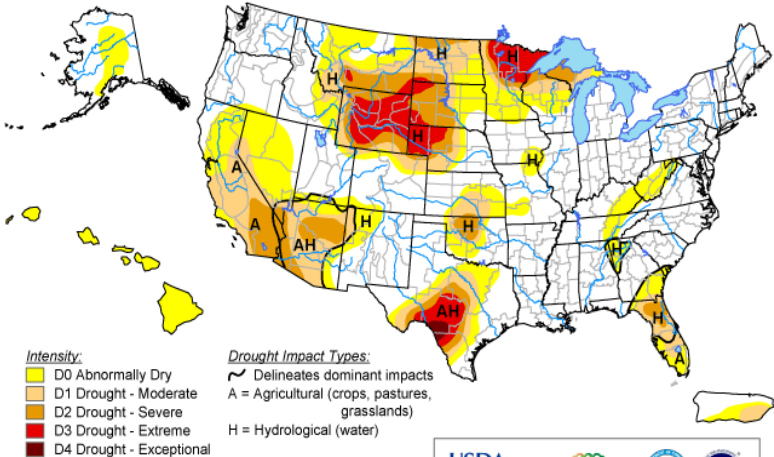 H
H
H
H
H
A
H
A
AH
H
H
AH
H
A
Intensity:
D0 Abnormally Dry
D1 Drought - Moderate
D2 Drought - Severe
D3 Drought - Extreme
D4 Drought - Exceptional
Drought Impact Types:
Delineates dominant impacts
A = Agricultural (crops, pastures,
grasslands)
H = Hydrological (water)
USDA